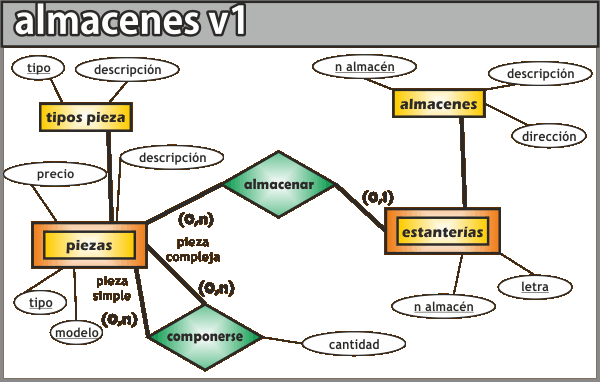 almacenes v1
tipo
descripción
n almacén
descripción
tipos pieza
almacenes
dirección
descripción
precio
almacenar
(0,n)
(0,1)
pieza
compleja
piezas
estanterías
pieza
simple
(0,n)
letra
tipo
n almacén
modelo
(0,n)
componerse
cantidad